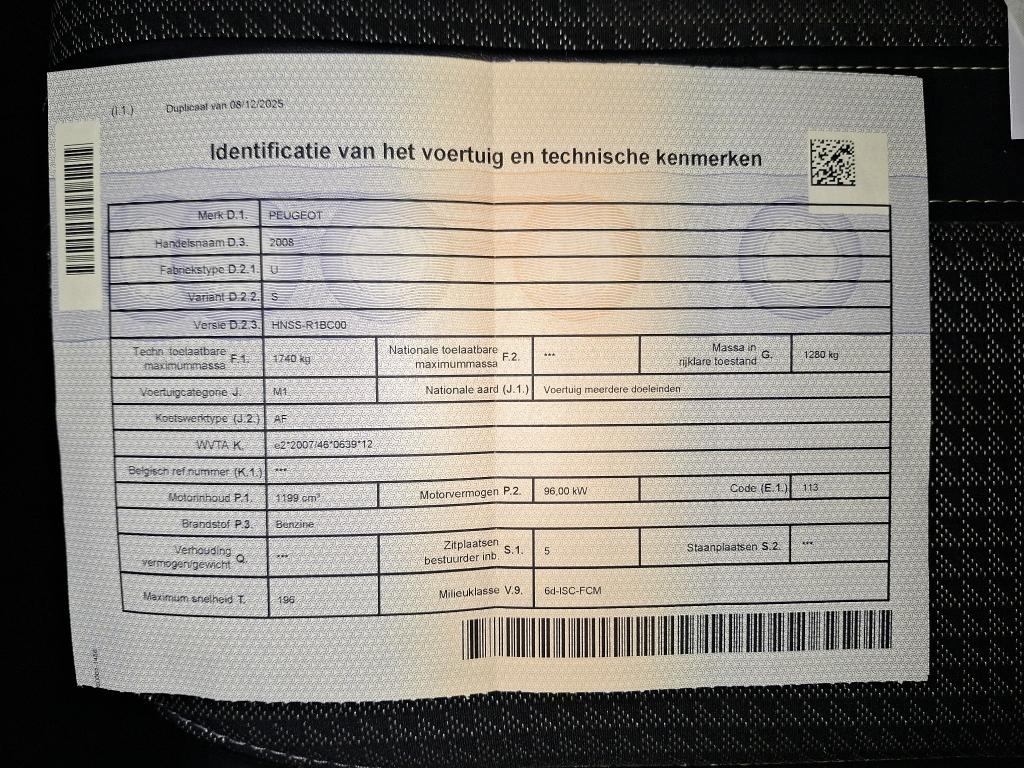 (I.1.) Duplicaat van 08/12/2025
Identificatie van het voertuig en technische kenmerken
Merk D.1. PEUGEOT
Handelsnaam D.3. 2008
Fabriekstype D.2.1. U
Variant D.2.2. S
Versie D.2.3. HNSS-R1BC00
Techn toelaatbare maximummassa F.1. 1740 kg Nationale toelaatbare maximummassa F.2. *** Massa in rijklare toestand G. 1280 kg
Voertuigcategorie J. M1 Nationale aard (J.1.) Voertuig meerdere doeleinden
Koetswerktype (J.2.) AF
WVTA K. e2*2007/46*0639*12
Belgisch ref.nummer (K.1.) ***
Motorinhoud P.1. 1199 cm³ Motorvermogen P.2. 96,00 kW Code (E.1.) 113
Brandstof P.3. Benzine
Verhouding vermogen/gewicht Q. *** Zitplaatsen bestuurder inb. S.1. 5 Staanplaatsen S.2. ***
Maximum snelheid T. 196 Milieuklasse V.9. 6d-ISC-FCM